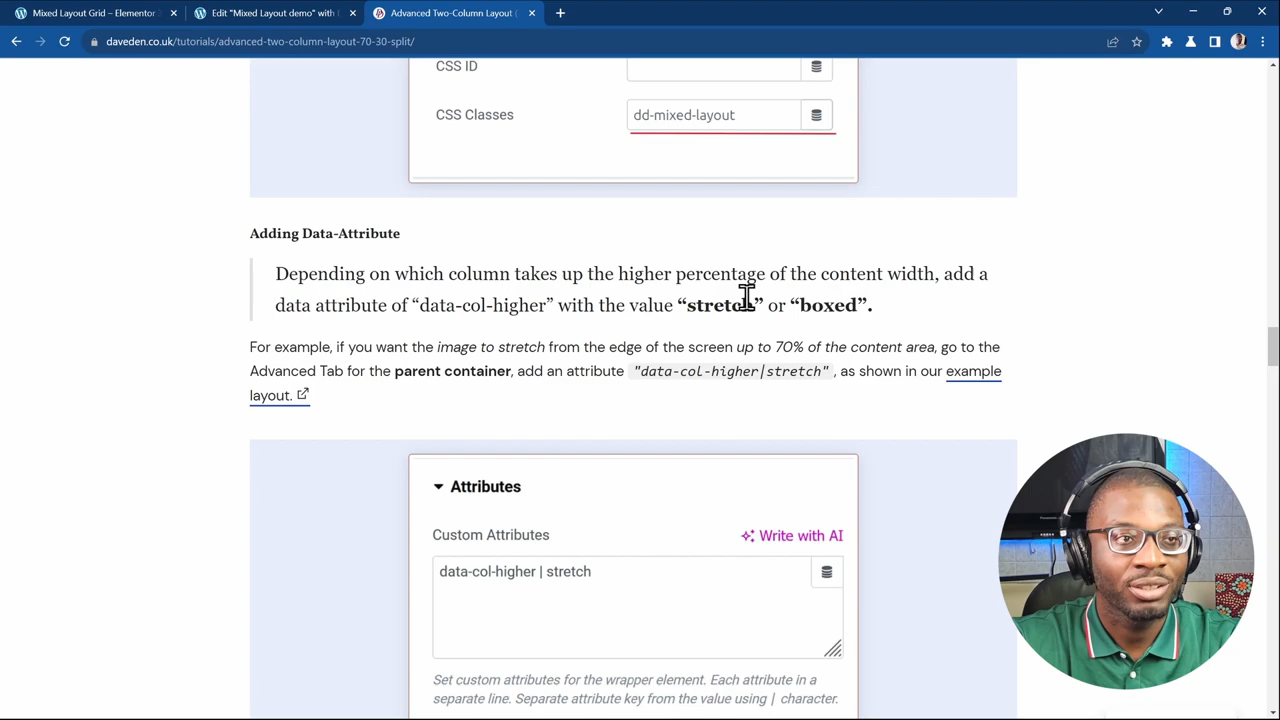 Mixed Layout Grid – Elementor
Edit "Mixed Layout demo" with
Advanced Two-Column Layout (
daveden.co.uk/tutorials/advanced-two-column-layout-70-30-split/
CSS ID
CSS Classes
dd-mixed-layout
Adding Data-Attribute
Depending on which column takes up the higher percentage of the content width, add a
data attribute of “data-col-higher” with the value “stretch” or “boxed”.
For example, if you want the image to stretch from the edge of the screen up to 70% of the content area, go to the
Advanced Tab for the parent container, add an attribute "data-col-higher|stretch", as shown in our example
layout.
Attributes
Custom Attributes
Write with AI
data-col-higher | stretch
Set custom attributes for the wrapper element. Each attribute in a
separate line. Separate attribute key from the value using | character.